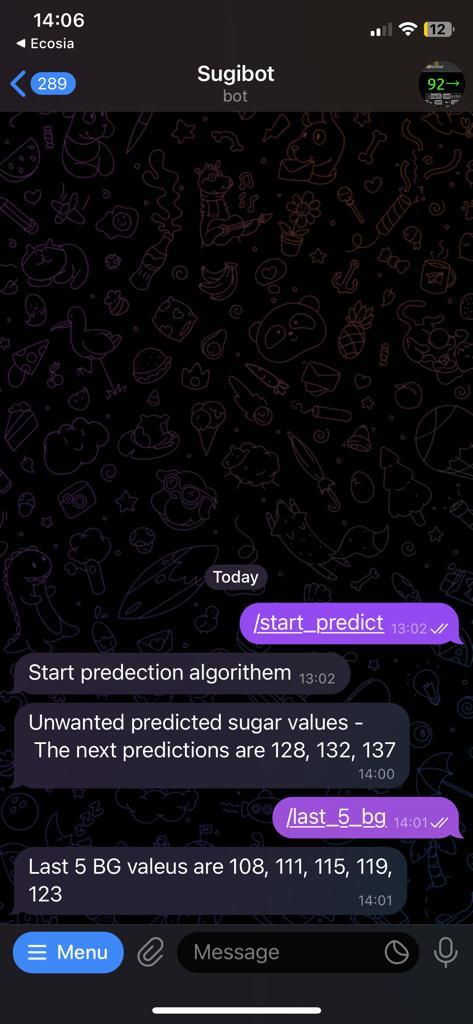 14:06
12
◀ Ecosia
289
Sugibot
bot
92→
Today
/start_predict 13:02
Start predection algorithem 13:02
Unwanted predicted sugar values -
The next predictions are 128, 132, 137
14:00
/last_5_bg 14:01
Last 5 BG valeus are 108, 111, 115, 119,
123
14:01
Menu
Message